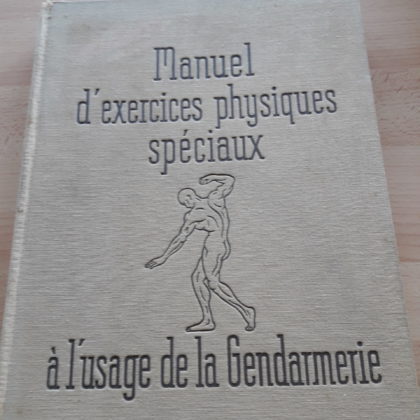 Manuel
d'exercices physiques
spéciaux
à l'usage de la Gendarmerie